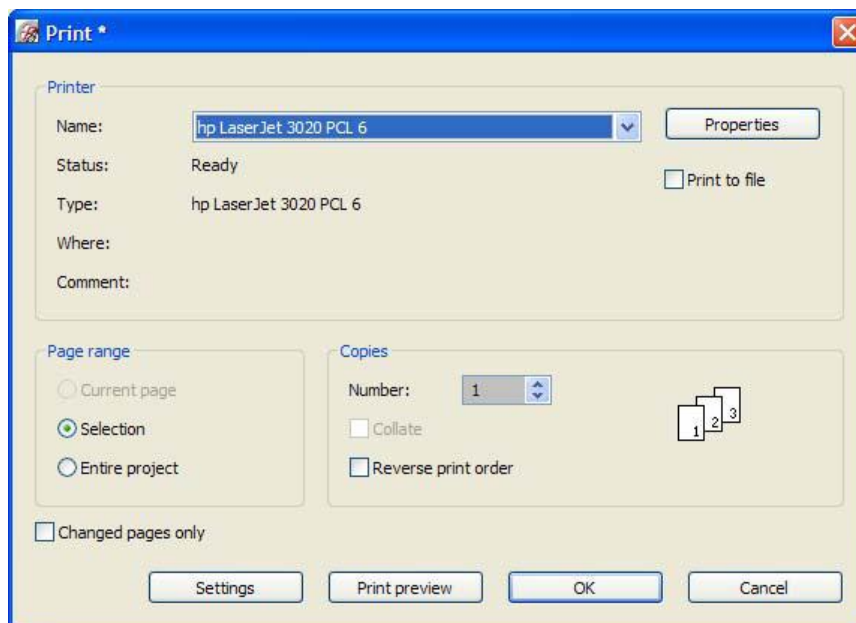 Print *
Printer
Name: hp LaserJet 3020 PCL 6 Properties
Status: Ready
Print to file
Type: hp LaserJet 3020 PCL 6
Where:
Comment:
Page range
Current page
Selection
Entire project
Copies
Number: 1
Collate
Reverse print order
1 2 3
Changed pages only
Settings Print preview OK Cancel